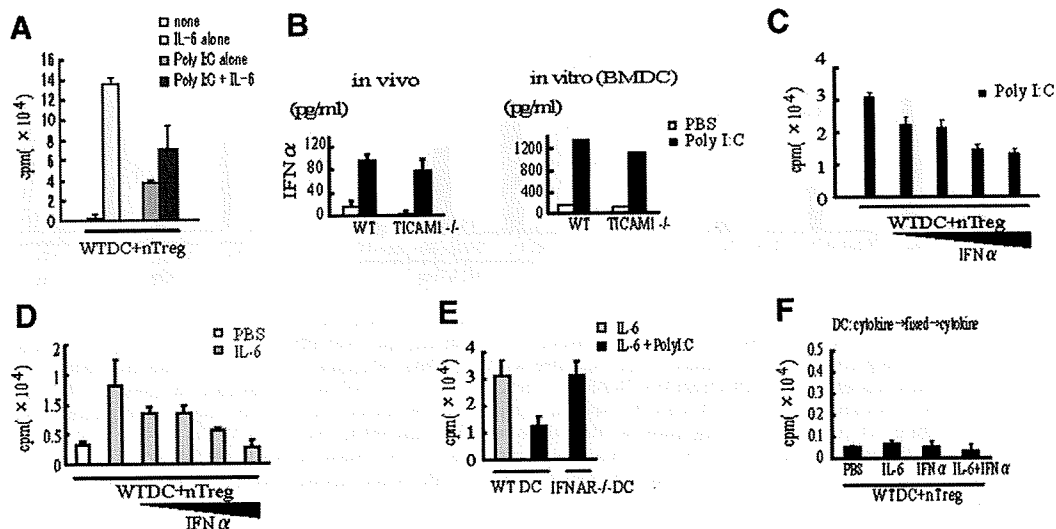 A
none
IL-6 alone
Poly I:C alone
Poly I:C + IL-6
cpm( × 10⁴)
16
14
12
10
8
6
4
2
0
WTDC+nTreg
B
in vivo
(pg/ml)
IFN α
120
80
40
0
WT
TICAM1 -/-
in vitro (BMDC)
(pg/ml)
PBS
Poly I:C
1200
800
400
0
WT
TICAM1 -/-
C
Poly I:C
cpm( × 10⁴)
4
3
2
1
0
WTDC+nTreg
IFN α
D
PBS
IL-6
cpm( × 10⁴)
2
1.5
1
0.5
0
WTDC+nTreg
IFN α
E
IL-6
IL-6 +PolyI:C
cpm( × 10⁴)
5
4
3
2
1
0
WT DC
IFNAR-/-DC
F
DC: cytokine→fixed→cytokine
cpm( × 10⁴)
0.5
0.4
0.3
0.2
0.1
0
PBS
IL-6
IFN α
IL-6+IFN α
WTDC+nTreg